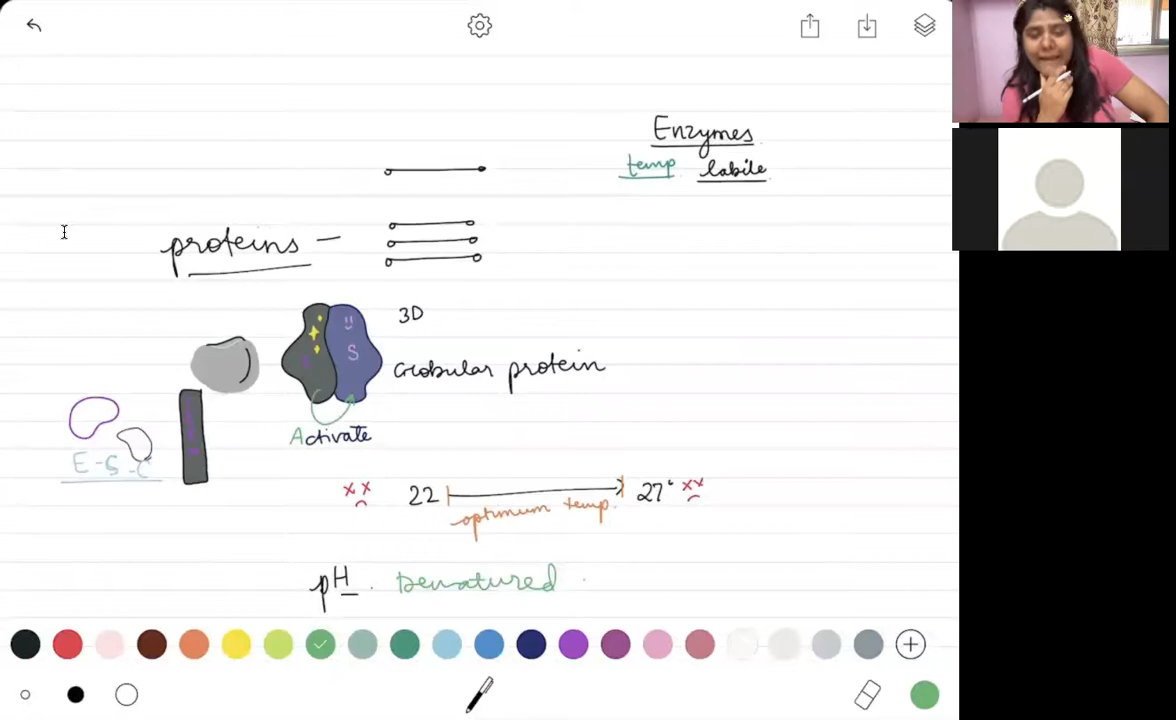 Enzymes
temp labile
proteins —
3D
S
Globular protein
Activate
E-S-C
22 27°
optimum temp.
pH. Denatured